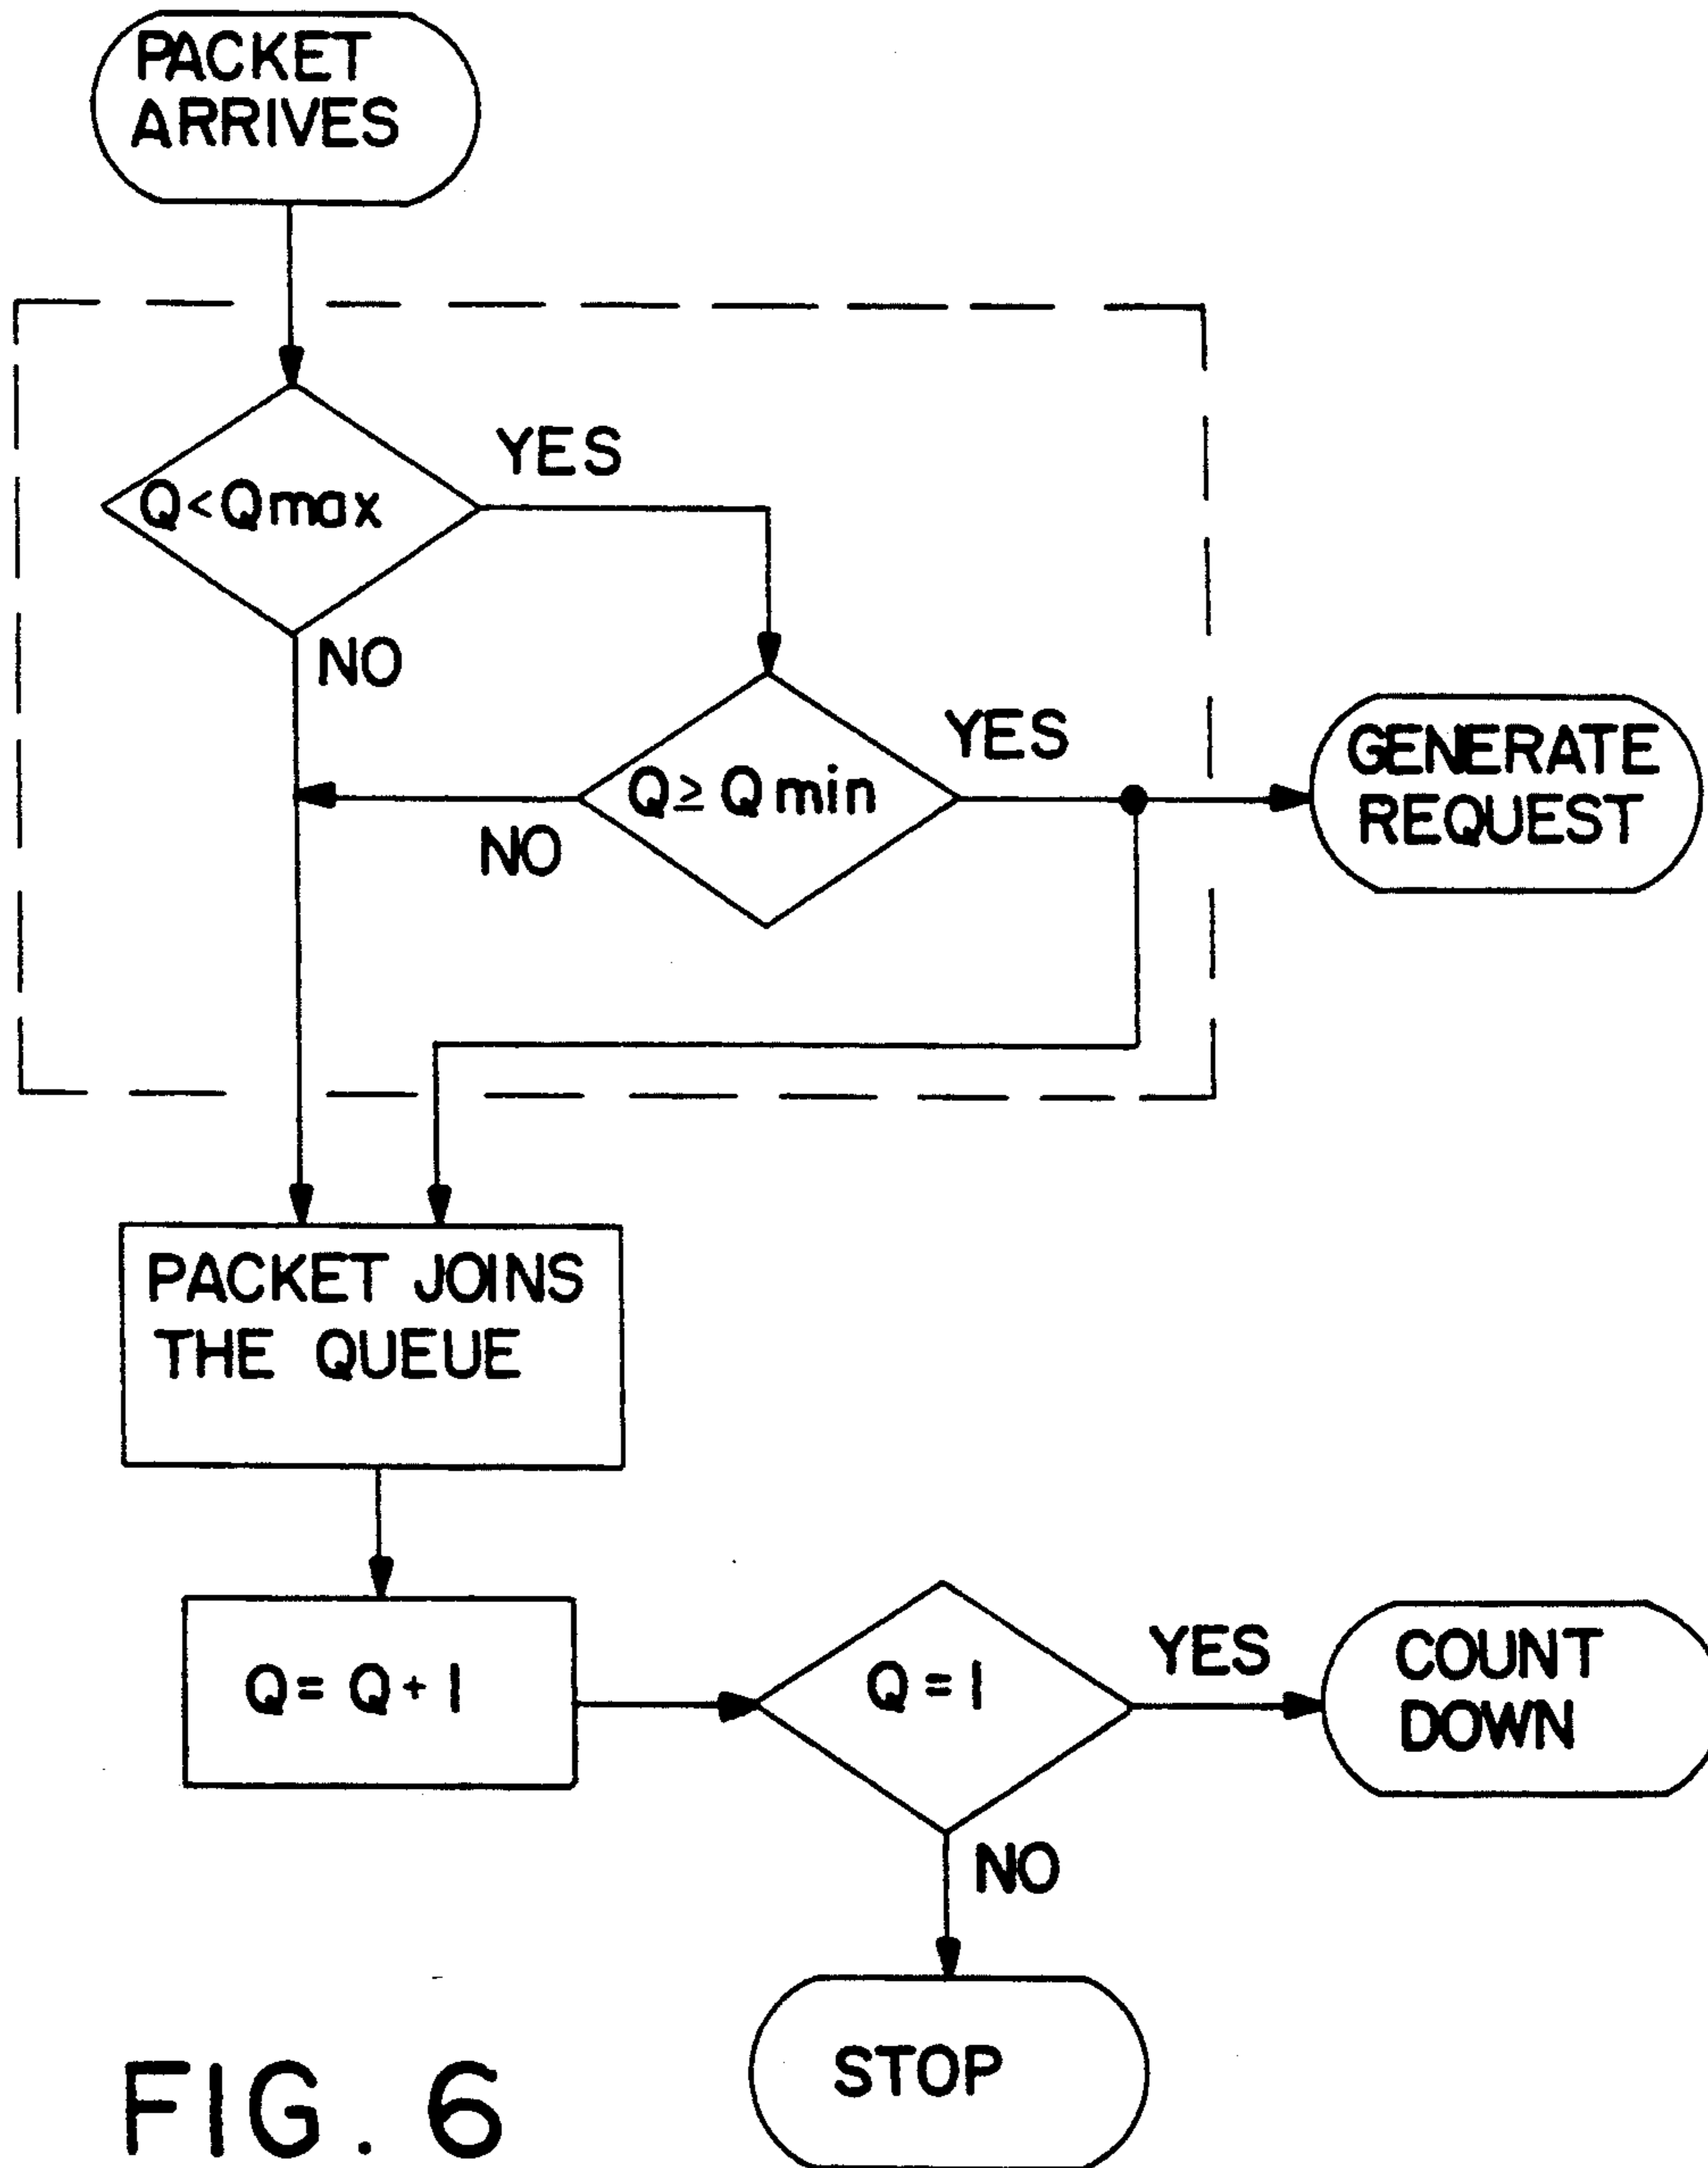 PACKET
ARRIVES
Q<Qmax
YES
NO
Q≥Qmin
YES
NO
GENERATE
REQUEST
PACKET JOINS
THE QUEUE
Q= Q+1
Q=1
YES
COUNT
DOWN
NO
STOP
FIG. 6